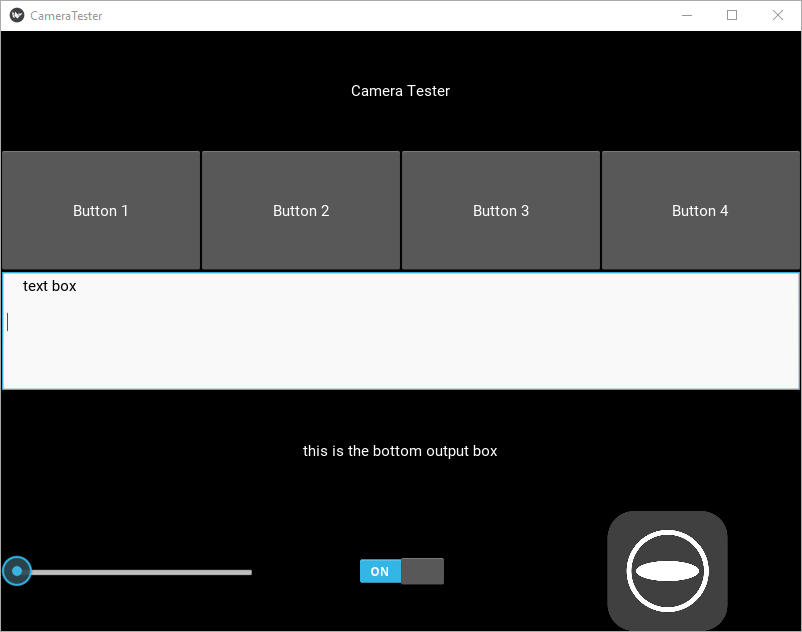 CameraTester
Camera Tester
Button 1 Button 2 Button 3 Button 4
text box
this is the bottom output box
ON